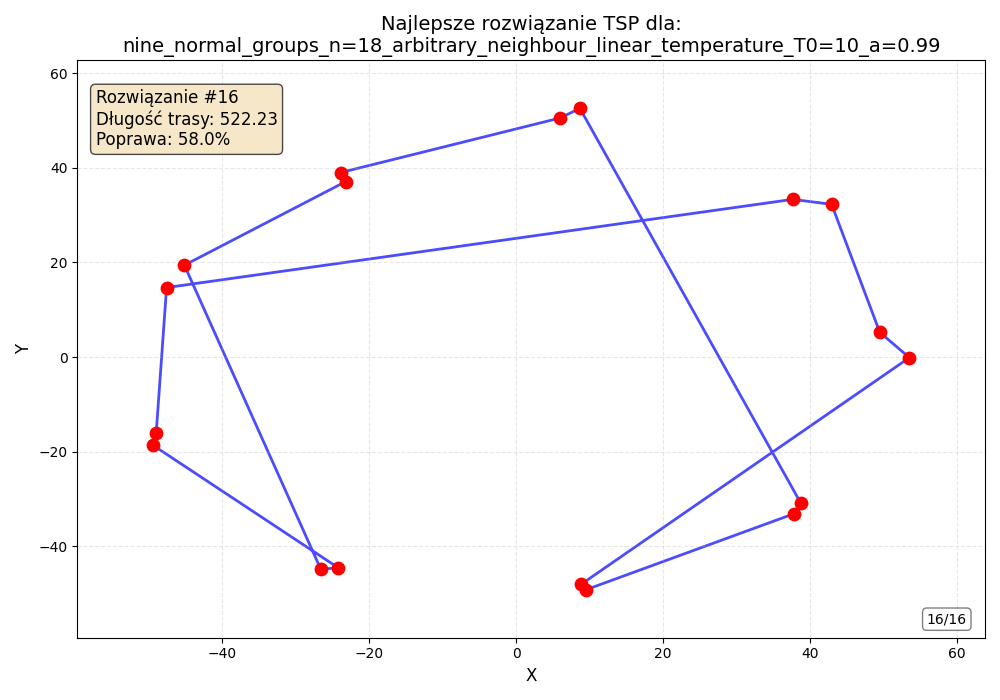 Najlepsze rozwiązanie TSP dla:
nine_normal_groups_n=18_arbitrary_neighbour_linear_temperature_T0=10_a=0.99
Rozwiązanie #16
Długość trasy: 522.23
Poprawa: 58.0%
60
40
20
0
−20
−40
Y
16/16
−40
−20
0
20
40
60
X